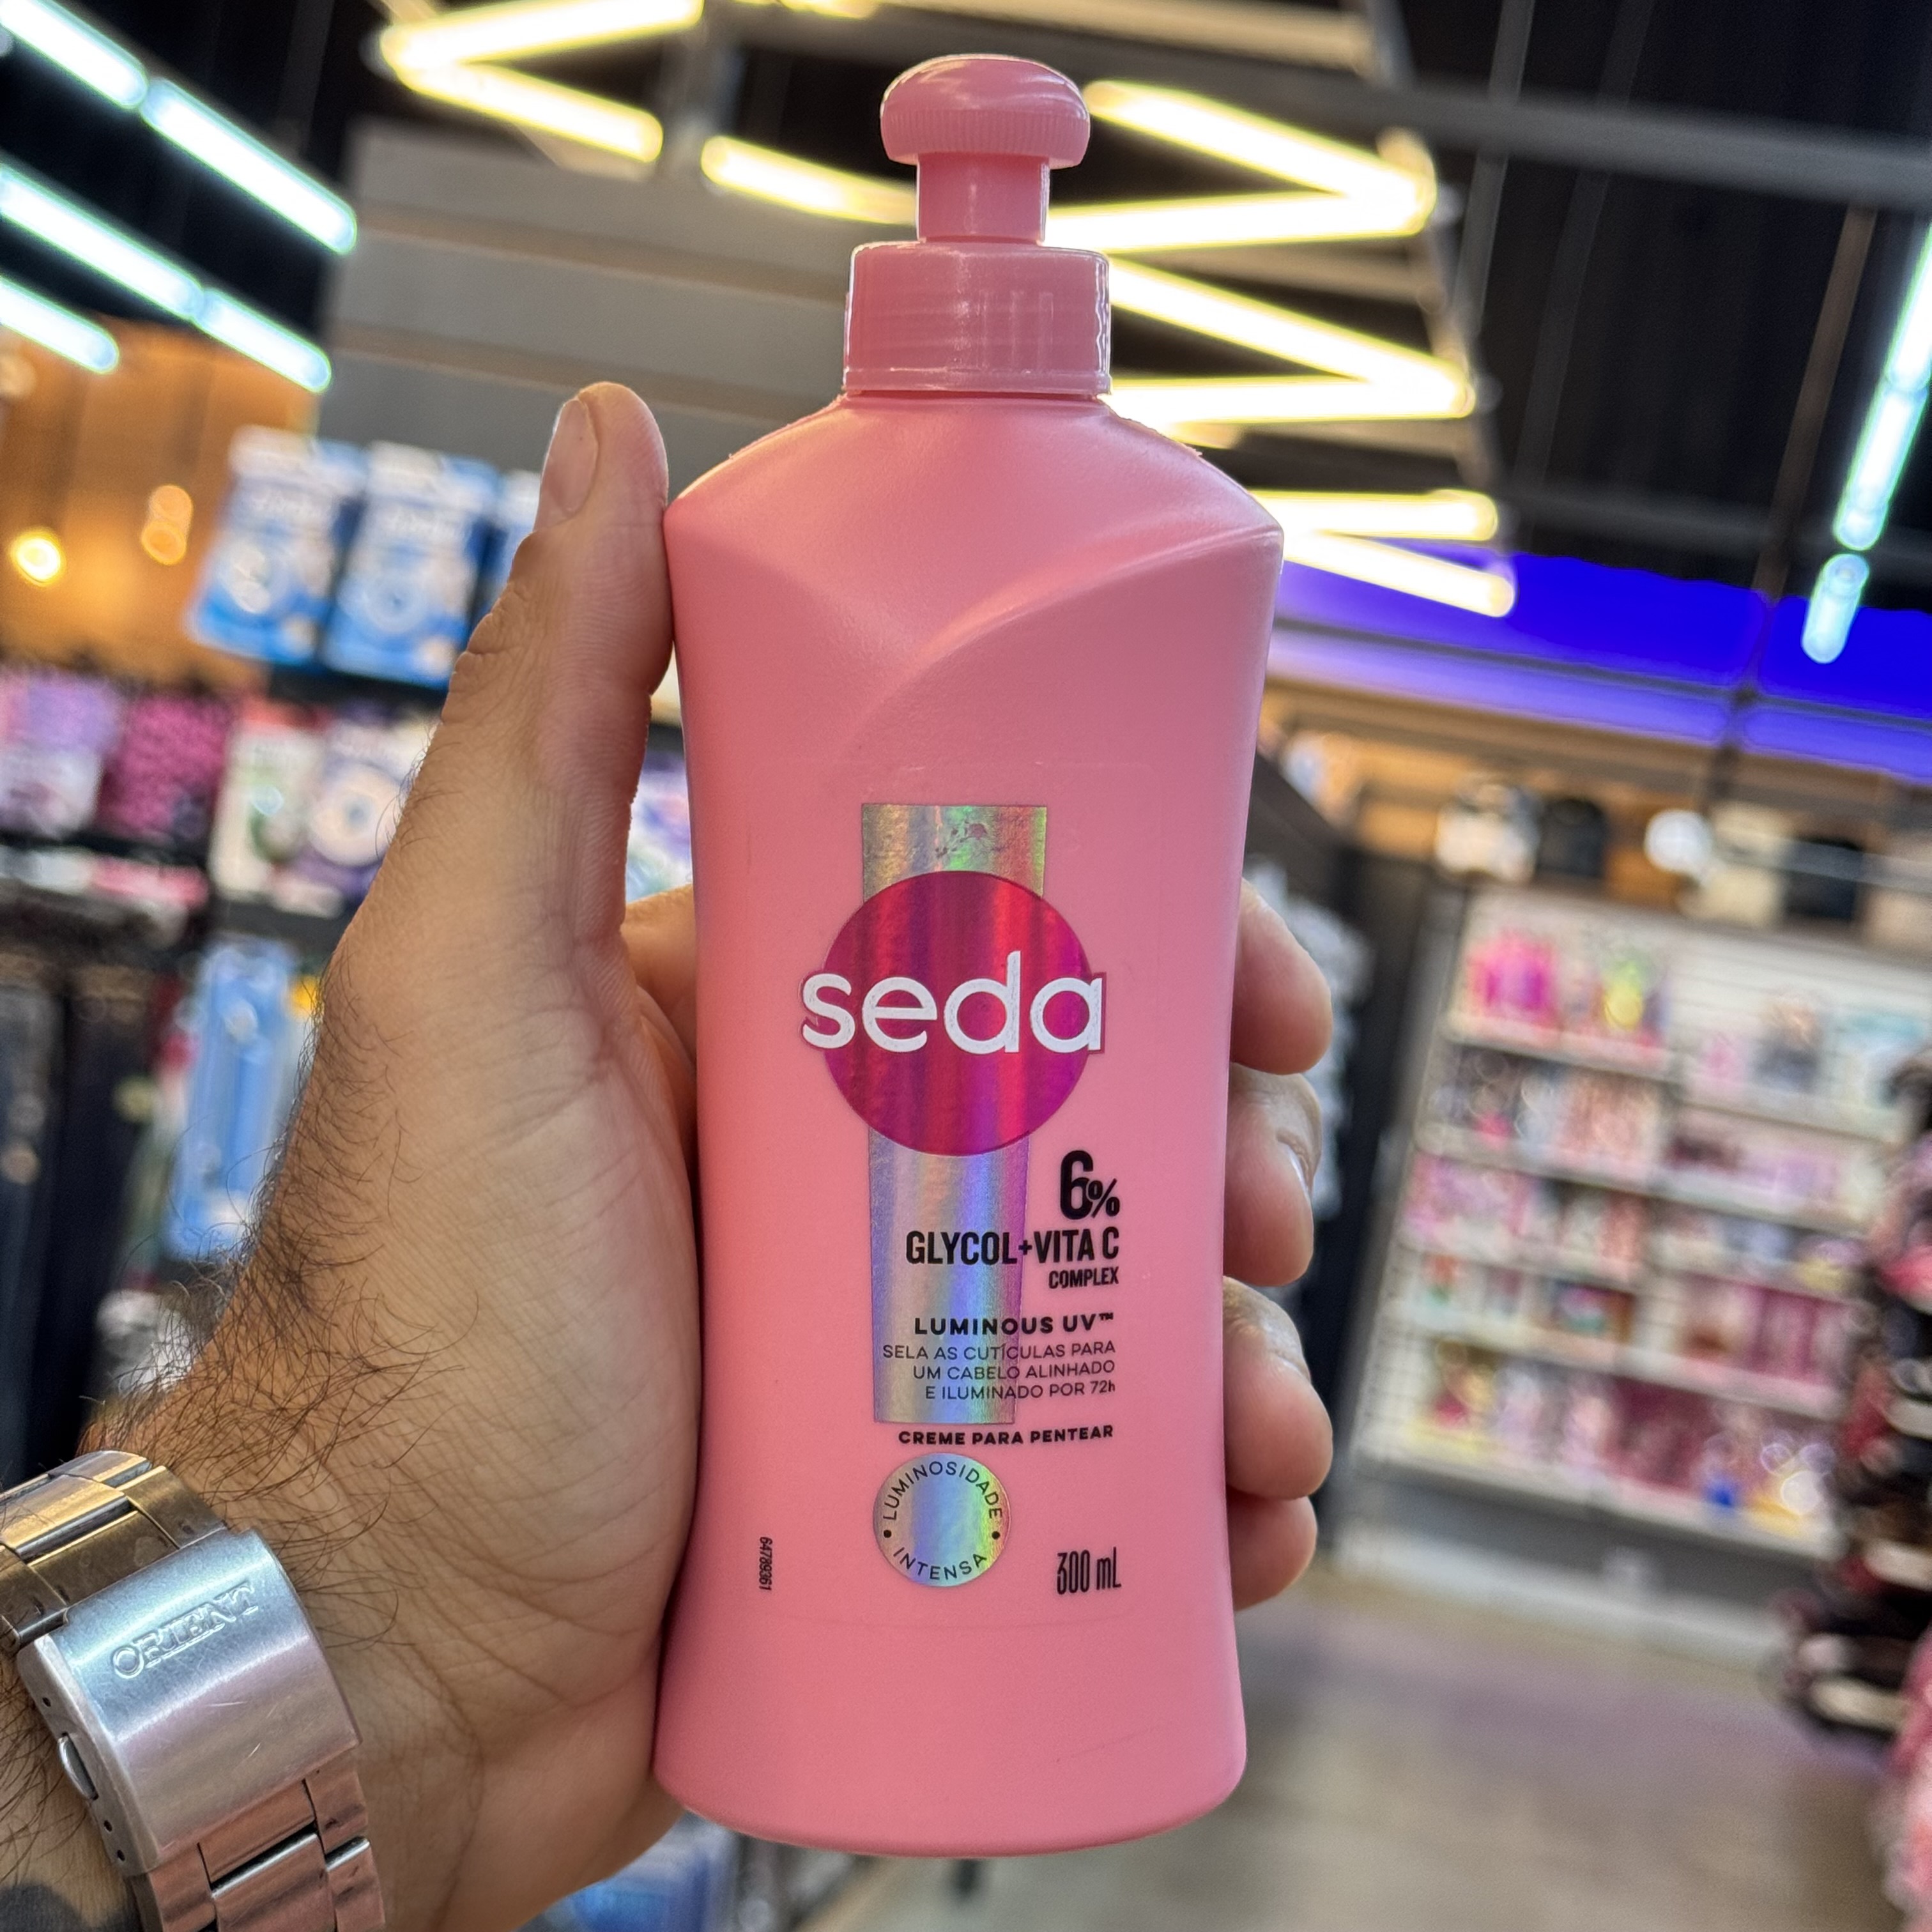 seda
6%
GLYCOL+VITA C
COMPLEX
LUMINOUS UV™
SELA AS CUTÍCULAS PARA
UM CABELO ALINHADO
E ILUMINADO POR 72h
CREME PARA PENTEAR
• LUMINOSIDADE •
INTENSA
300 mL
64789361
ORIENT